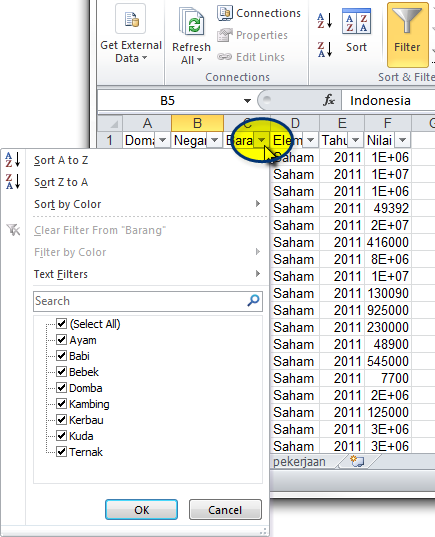 Get External
Data
Refresh
All
Connections
Properties
Edit Links
Connections
Sort
Filter
Sort & Filte
B5
fx
Indonesia
A B C D E F
1 Doma Negar Bara Elem Tahu Nilai
Saham 2011 1E+06
Saham 2011 1E+07
Saham 2011 1E+06
Saham 2011 49392
Saham 2011 2E+07
Saham 2011 416000
Saham 2011 8E+06
Saham 2011 1E+07
Saham 2011 130090
Saham 2011 925000
Saham 2011 230000
Saham 2011 48900
Saham 2011 545000
Saham 2011 7700
Saham 2011 2E+06
Saham 2011 125000
Saham 2011 3E+06
Saham 2011 3E+06
pekerjaan
Sort A to Z
Sort Z to A
Sort by Color
Clear Filter From "Barang"
Filter by Color
Text Filters
Search
(Select All)
Ayam
Babi
Bebek
Domba
Kambing
Kerbau
Kuda
Ternak
OK
Cancel